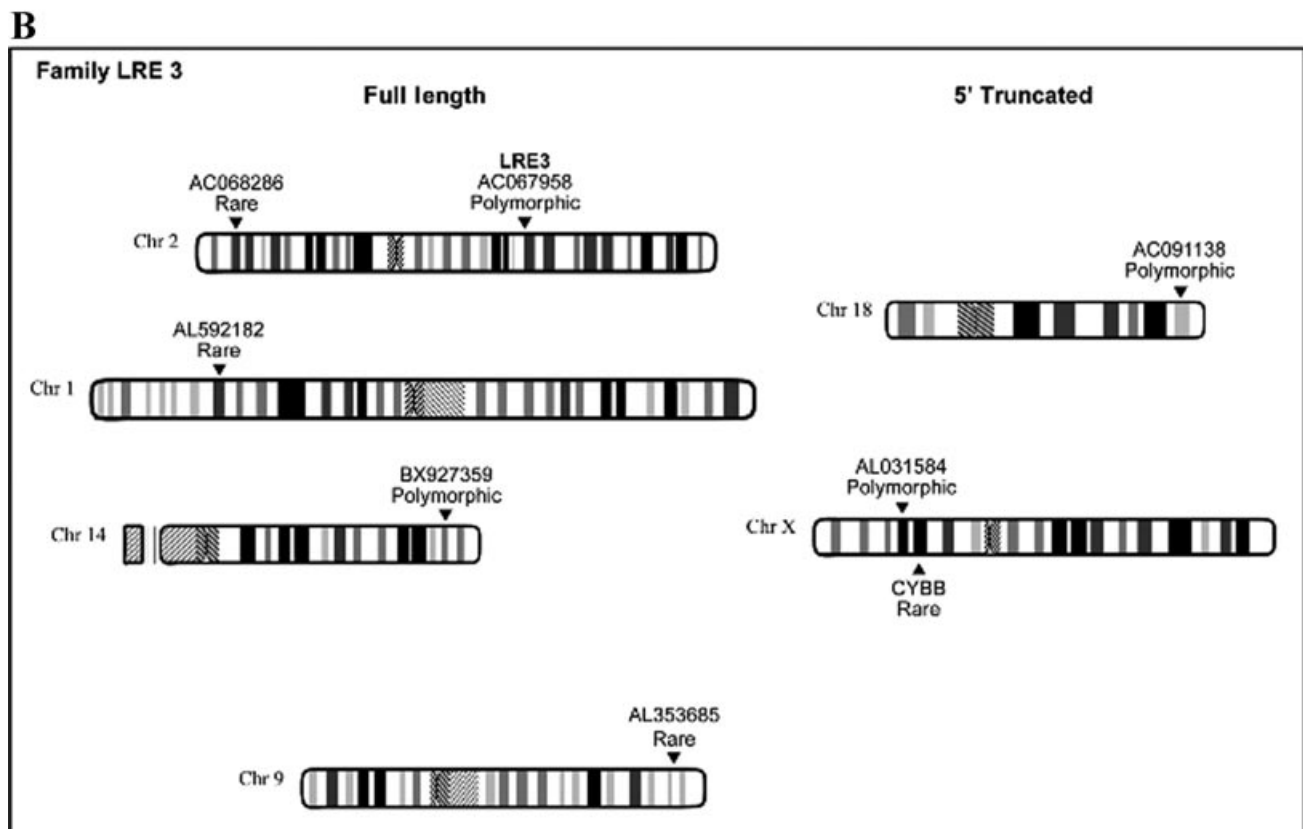 B
Family LRE 3
Full length
5' Truncated
AC068286
Rare
LRE3
AC067958
Polymorphic
Chr 2
AC091138
Polymorphic
Chr 18
AL592182
Rare
Chr 1
BX927359
Polymorphic
Chr 14
AL031584
Polymorphic
Chr X
CYBB
Rare
AL353685
Rare
Chr 9